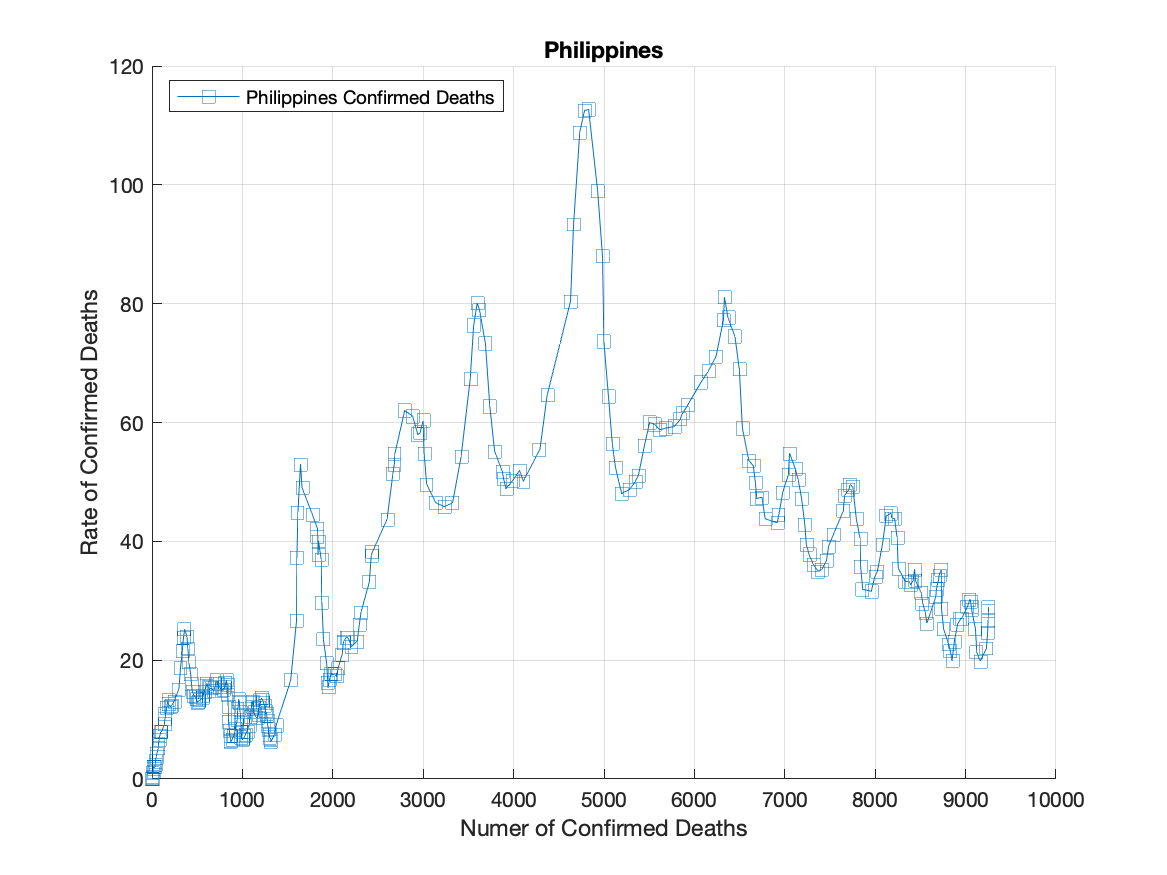 Philippines
Philippines Confirmed Deaths
120
100
80
60
40
20
0
Rate of Confirmed Deaths
0 1000 2000 3000 4000 5000 6000 7000 8000 9000 10000
Numer of Confirmed Deaths